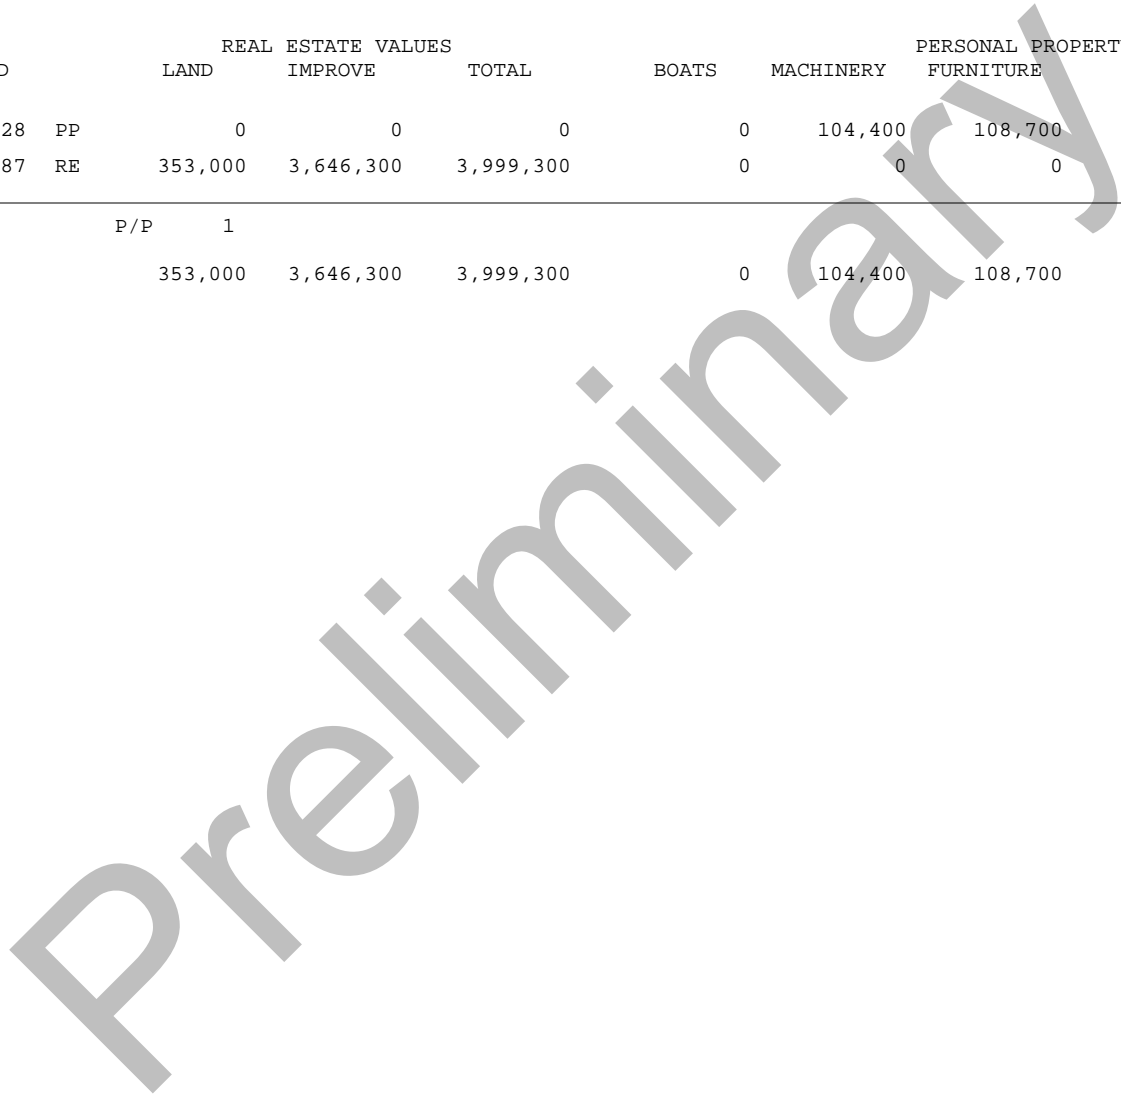 REAL ESTATE VALUES PERSONAL PROPERT
D LAND IMPROVE TOTAL BOATS MACHINERY FURNITURE
28 PP 0 0 0 0 104,400 108,700
87 RE 353,000 3,646,300 3,999,300 0 0 0
P/P 1
353,000 3,646,300 3,999,300 0 104,400 108,700
Preliminary